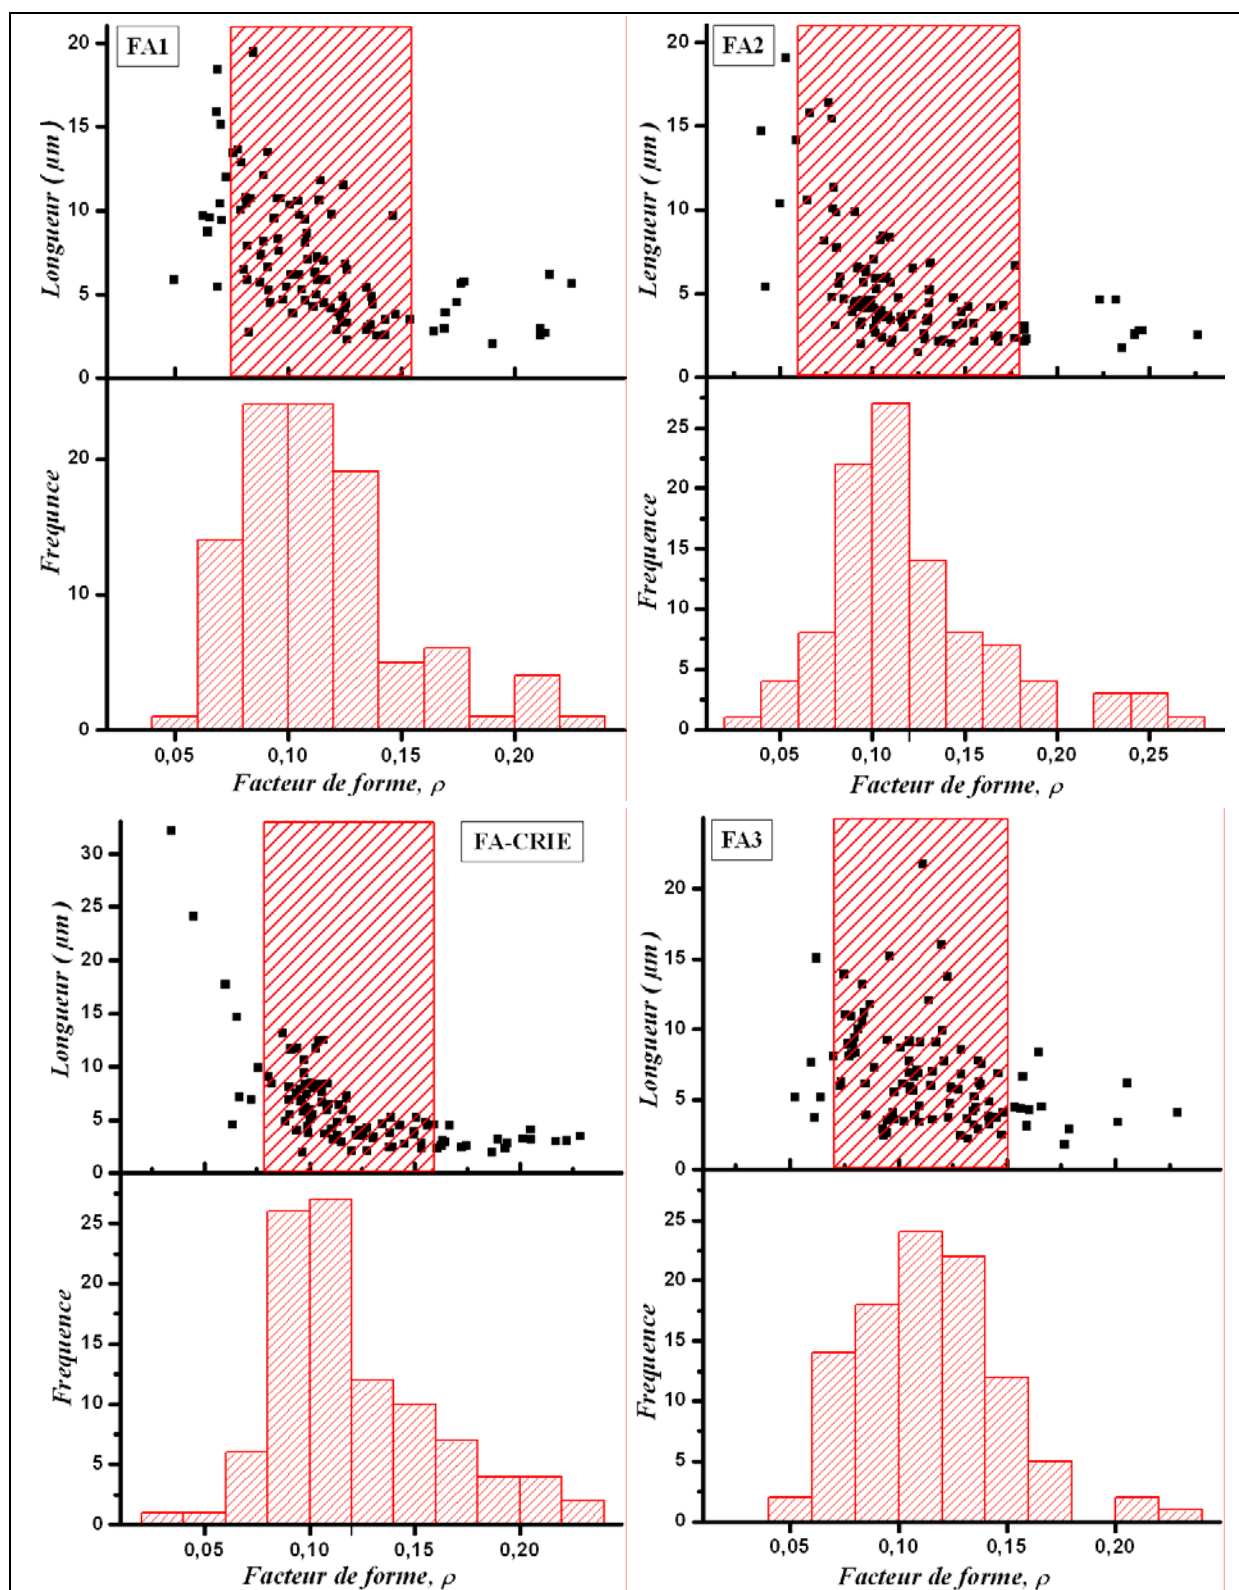 FA1
Longueur ( µm )
20
15
10
5
0
Frequnce
20
10
0
0,05 0,10 0,15 0,20
Facteur de forme, ρ
FA2
Lengueur ( µm )
20
15
10
5
0
Frequence
25
20
15
10
5
0
0,05 0,10 0,15 0,20 0,25
Facteur de forme, ρ
FA-CRIE
Longueur ( µm )
30
25
20
15
10
5
0
Frequence
25
20
15
10
5
0
0,05 0,10 0,15 0,20
Facteur de forme, ρ
FA3
Longueur ( µm )
20
15
10
5
0
Frequence
25
20
15
10
5
0
0,05 0,10 0,15 0,20
Facteur de forme, ρ